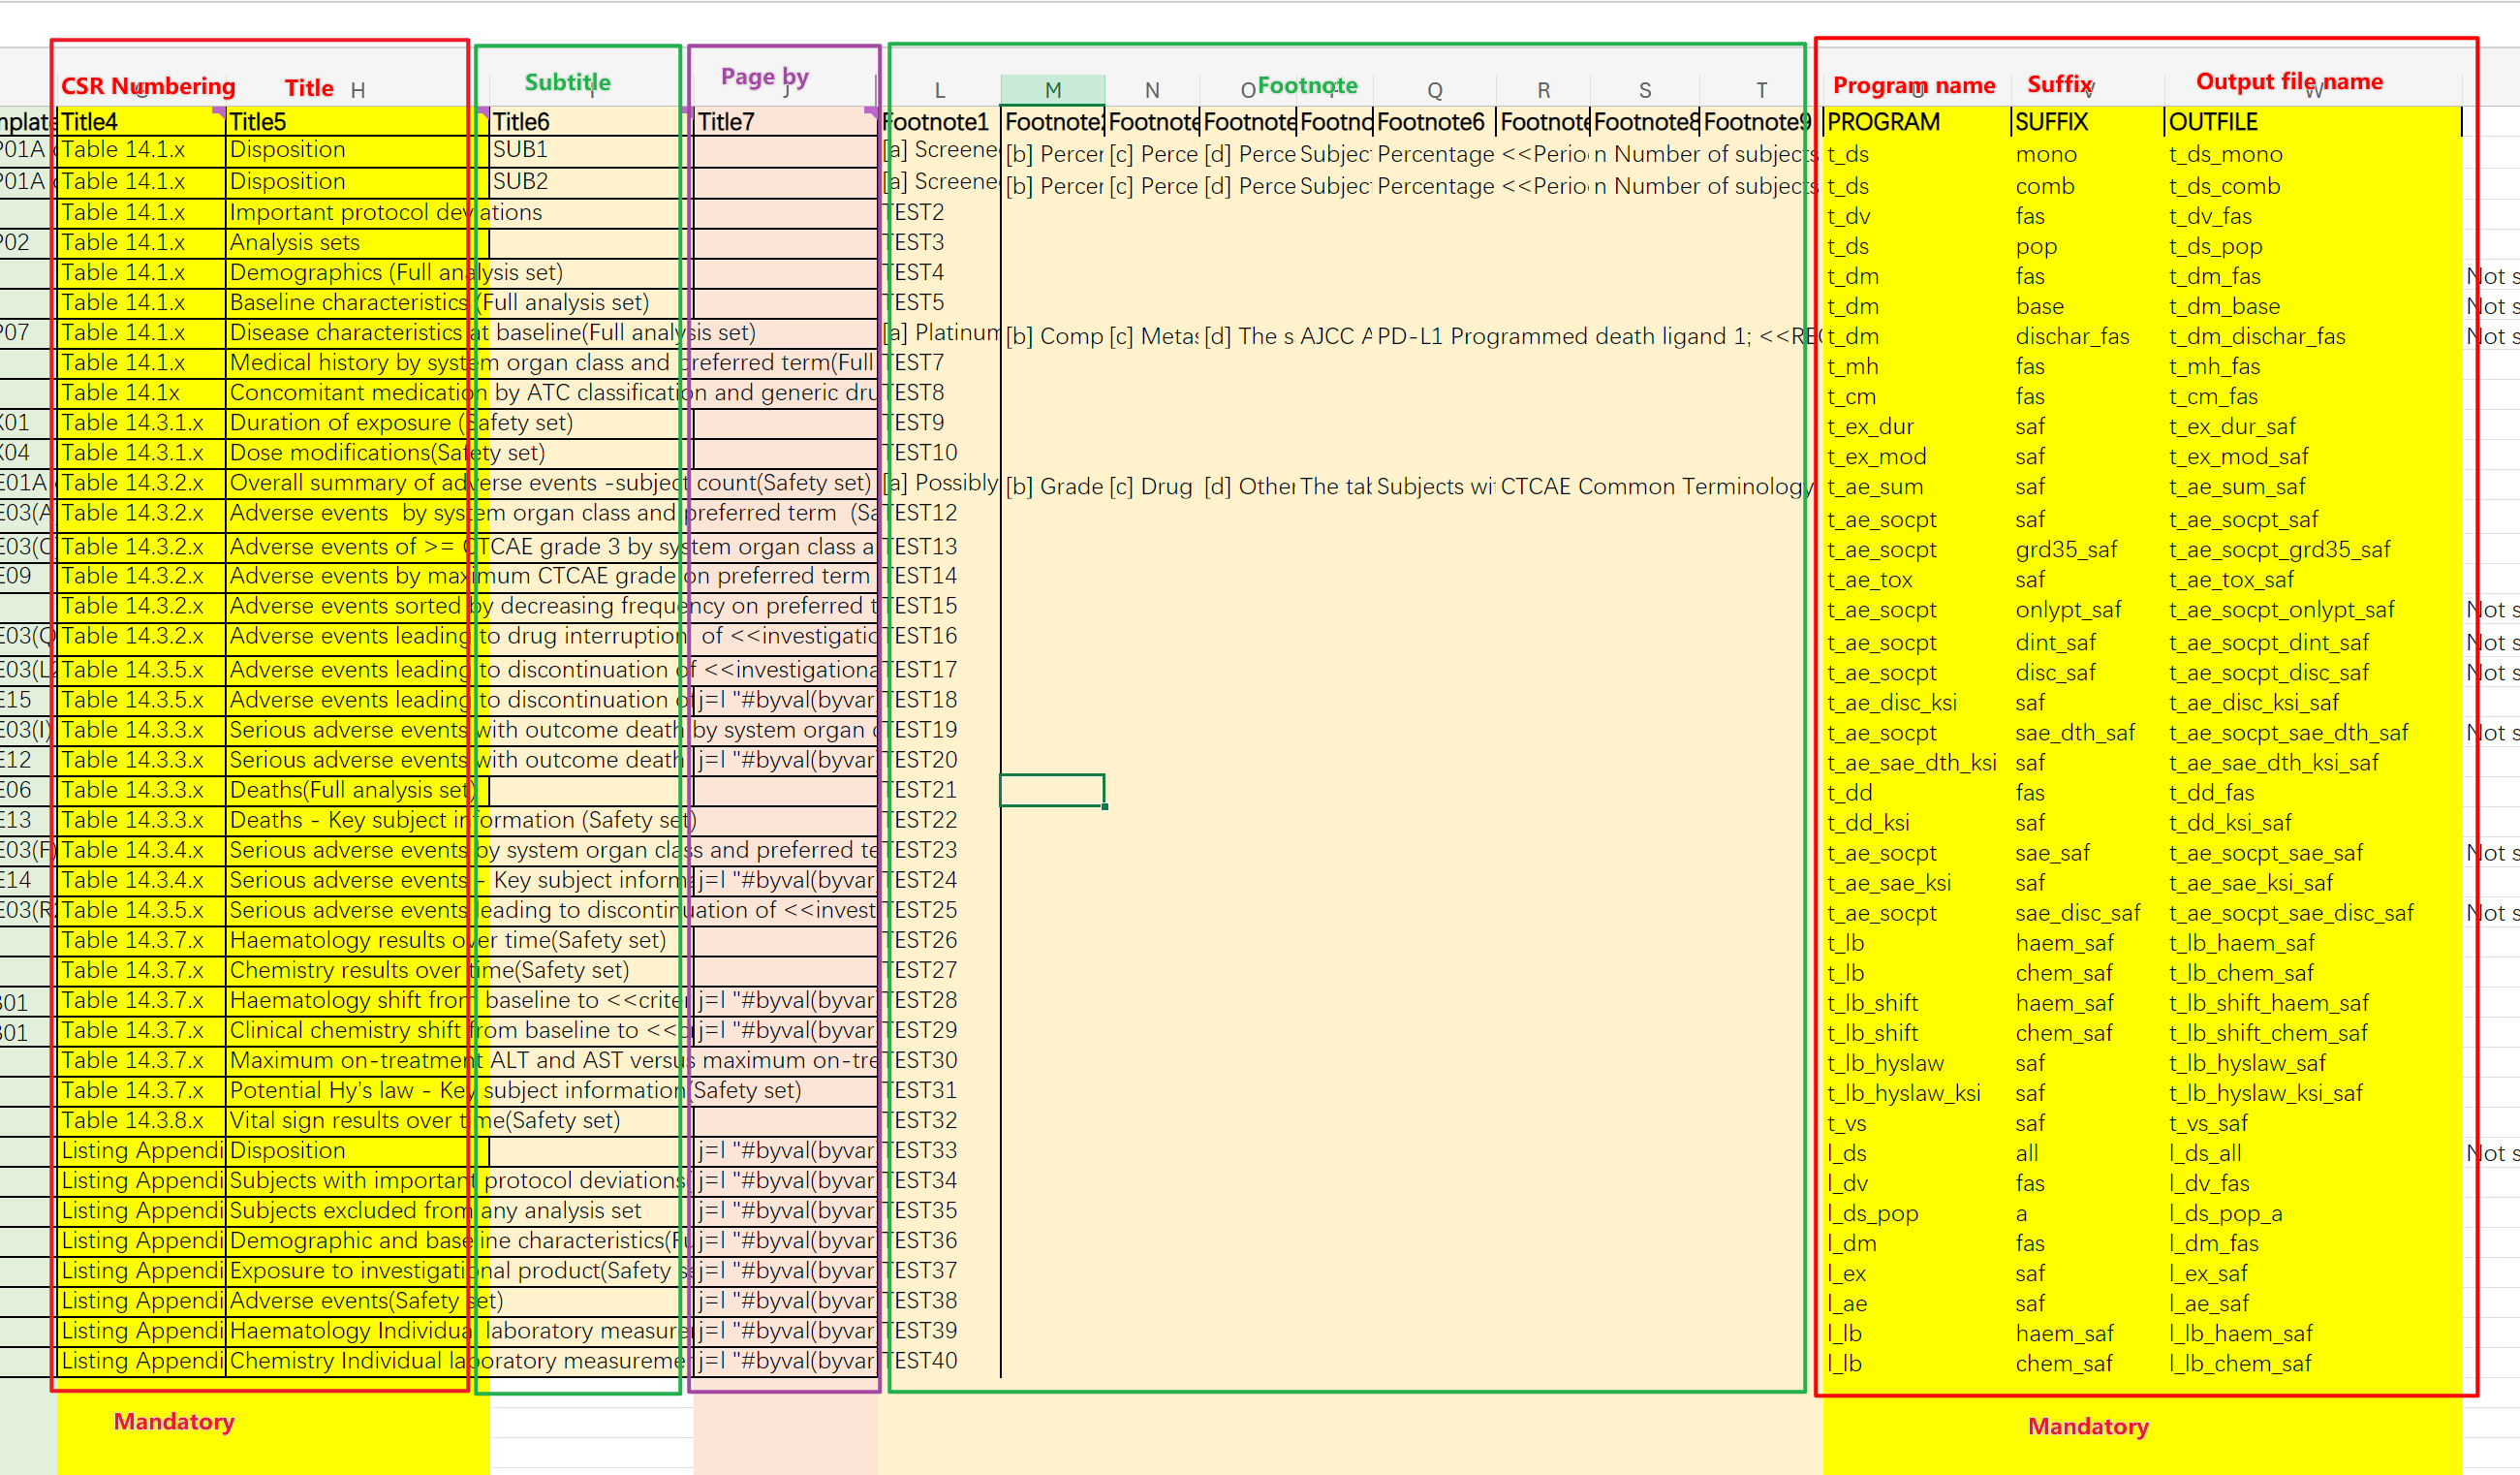 CSR Numbering Title H Subtitle Page by L M N O Footnote Q R S T Program name Suffix Output file name
Title4 Title5 Title6 Title7 Footnote1 Footnote Footnote Footnote Footno Footnote6 Footnote Footnote8 Footnote9 PROGRAM SUFFIX OUTFILE
P01A Table 14.1.x Disposition SUB1 [a] Screene [b] Percer [c] Perce [d] Perce Subject Percentage <<Perio n Number of subjects t_ds mono t_ds_mono
P01A Table 14.1.x Disposition SUB2 [a] Screene [b] Percer [c] Perce [d] Perce Subject Percentage <<Perio n Number of subjects t_ds comb t_ds_comb
Table 14.1.x Important protocol deviations TEST2 t_dv fas t_dv_fas
P02 Table 14.1.x Analysis sets TEST3 t_ds pop t_ds_pop
Table 14.1.x Demographics (Full analysis set) TEST4 t_dm fas t_dm_fas Not s
Table 14.1.x Baseline characteristics (Full analysis set) TEST5 t_dm base t_dm_base Not s
P07 Table 14.1.x Disease characteristics at baseline(Full analysis set) [a] Platinum [b] Comp [c] Metas [d] The s AJCC A PD-L1 Programmed death ligand 1; <<RE t_dm dischar_fas t_dm_dischar_fas Not s
Table 14.1.x Medical history by system organ class and preferred term(Full TEST7 t_mh fas t_mh_fas
Table 14.1x Concomitant medication by ATC classification and generic dru TEST8 t_cm fas t_cm_fas
X01 Table 14.3.1.x Duration of exposure (Safety set) TEST9 t_ex_dur saf t_ex_dur_saf
X04 Table 14.3.1.x Dose modifications(Safety set) TEST10 t_ex_mod saf t_ex_mod_saf
E01A Table 14.3.2.x Overall summary of adverse events -subject count(Safety set) [a] Possibly [b] Grade [c] Drug [d] Other The tab Subjects wi CTCAE Common Terminology t_ae_sum saf t_ae_sum_saf
E03(A Table 14.3.2.x Adverse events by system organ class and preferred term (Sa TEST12 t_ae_socpt saf t_ae_socpt_saf
E03(C Table 14.3.2.x Adverse events of >= CTCAE grade 3 by system organ class a TEST13 t_ae_socpt grd35_saf t_ae_socpt_grd35_saf
E09 Table 14.3.2.x Adverse events by maximum CTCAE grade on preferred term TEST14 t_ae_tox saf t_ae_tox_saf
Table 14.3.2.x Adverse events sorted by decreasing frequency on preferred t TEST15 t_ae_socpt onlypt_saf t_ae_socpt_onlypt_saf Not s
E03(Q Table 14.3.2.x Adverse events leading to drug interruption of <<investigatio TEST16 t_ae_socpt dint_saf t_ae_socpt_dint_saf Not s
E03(L2 Table 14.3.5.x Adverse events leading to discontinuation of <<investigationa TEST17 t_ae_socpt disc_saf t_ae_socpt_disc_saf Not s
E15 Table 14.3.5.x Adverse events leading to discontinuation of j=l "#byval(byvar TEST18 t_ae_disc_ksi saf t_ae_disc_ksi_saf
E03(I) Table 14.3.3.x Serious adverse events with outcome death by system organ c TEST19 t_ae_socpt sae_dth_saf t_ae_socpt_sae_dth_saf Not s
E12 Table 14.3.3.x Serious adverse events with outcome death j=l "#byval(byvar TEST20 t_ae_sae_dth_ksi saf t_ae_sae_dth_ksi_saf
E06 Table 14.3.3.x Deaths(Full analysis set) TEST21 t_dd fas t_dd_fas
E13 Table 14.3.3.x Deaths - Key subject information (Safety set) TEST22 t_dd_ksi saf t_dd_ksi_saf
E03(F) Table 14.3.4.x Serious adverse events by system organ class and preferred te TEST23 t_ae_socpt sae_saf t_ae_socpt_sae_saf Not s
E14 Table 14.3.4.x Serious adverse events - Key subject inform j=l "#byval(byvar TEST24 t_ae_sae_ksi saf t_ae_sae_ksi_saf
E03(R Table 14.3.5.x Serious adverse events leading to discontinuation of <<invest TEST25 t_ae_socpt sae_disc_saf t_ae_socpt_sae_disc_saf Not s
Table 14.3.7.x Haematology results over time(Safety set) TEST26 t_lb haem_saf t_lb_haem_saf
Table 14.3.7.x Chemistry results over time(Safety set) TEST27 t_lb chem_saf t_lb_chem_saf
B01 Table 14.3.7.x Haematology shift from baseline to <<criter j=l "#byval(byvar TEST28 t_lb_shift haem_saf t_lb_shift_haem_saf
B01 Table 14.3.7.x Clinical chemistry shift from baseline to <<c j=l "#byval(byvar TEST29 t_lb_shift chem_saf t_lb_shift_chem_saf
Table 14.3.7.x Maximum on-treatment ALT and AST versus maximum on-tre TEST30 t_lb_hyslaw saf t_lb_hyslaw_saf
Table 14.3.7.x Potential Hy's law - Key subject information(Safety set) TEST31 t_lb_hyslaw_ksi saf t_lb_hyslaw_ksi_saf
Table 14.3.8.x Vital sign results over time(Safety set) TEST32 t_vs saf t_vs_saf
Listing Appendi Disposition j=l "#byval(byvar TEST33 l_ds all l_ds_all Not s
Listing Appendi Subjects with important protocol deviations j=l "#byval(byvar TEST34 l_dv fas l_dv_fas
Listing Appendi Subjects excluded from any analysis set j=l "#byval(byvar TEST35 l_ds_pop a l_ds_pop_a
Listing Appendi Demographic and baseline characteristics(Fu j=l "#byval(byvar TEST36 l_dm fas l_dm_fas
Listing Appendi Exposure to investigational product(Safety s j=l "#byval(byvar TEST37 l_ex saf l_ex_saf
Listing Appendi Adverse events(Safety set) j=l "#byval(byvar TEST38 l_ae saf l_ae_saf
Listing Appendi Haematology Individual laboratory measure j=l "#byval(byvar TEST39 l_lb haem_saf l_lb_haem_saf
Listing Appendi Chemistry Individual laboratory measureme j=l "#byval(byvar TEST40 l_lb chem_saf l_lb_chem_saf
Mandatory Mandatory